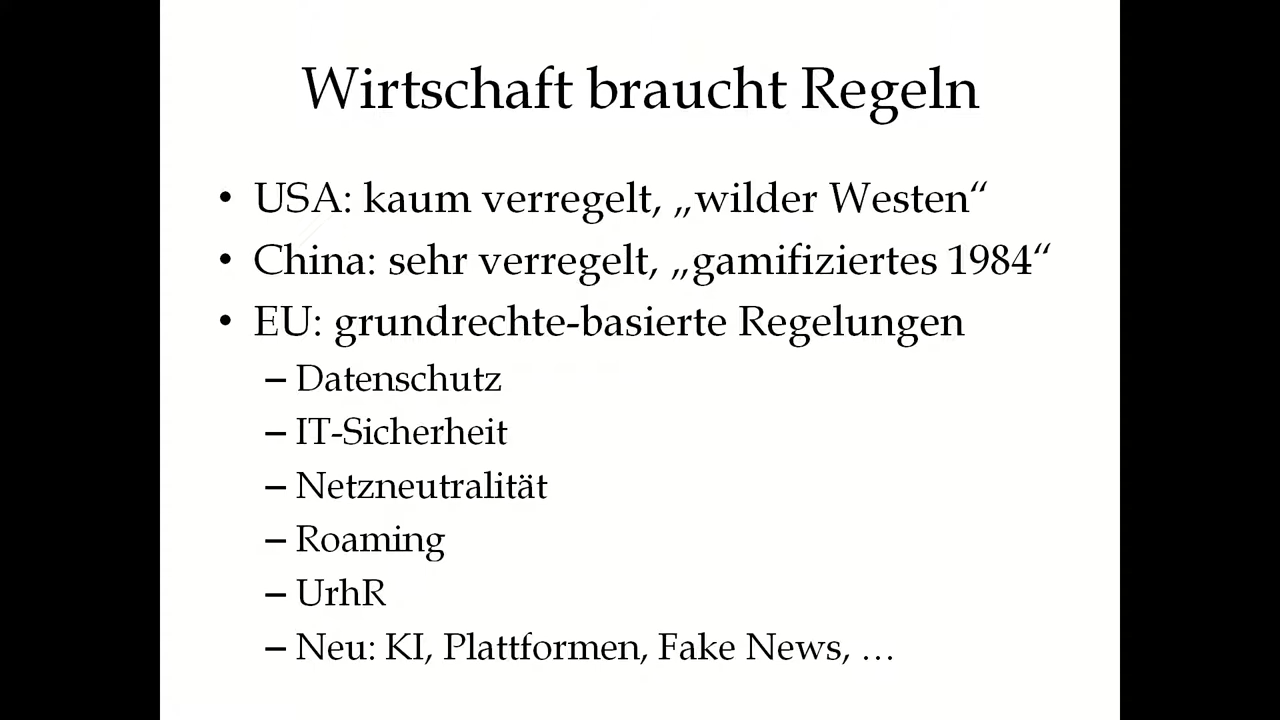 Wirtschaft braucht Regeln
• USA: kaum verregelt, „wilder Westen“
• China: sehr verregelt, „gamifiziertes 1984“
• EU: grundrechte-basierte Regelungen
– Datenschutz
– IT-Sicherheit
– Netzneutralität
– Roaming
– UrhR
– Neu: KI, Plattformen, Fake News, …